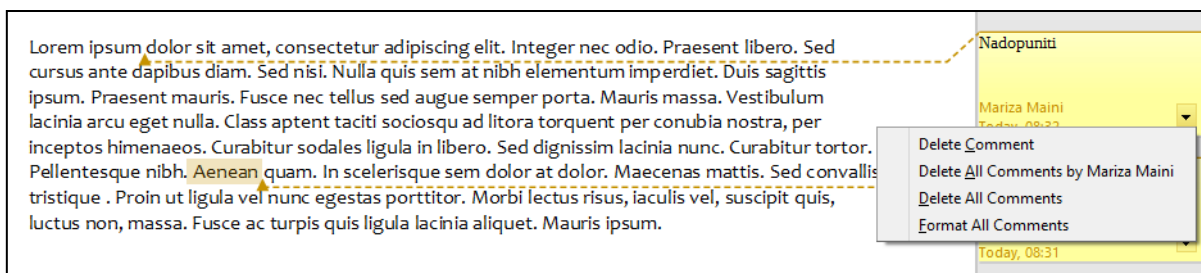 Lorem ipsum dolor sit amet, consectetur adipiscing elit. Integer nec odio. Praesent libero. Sed
cursus ante dapibus diam. Sed nisi. Nulla quis sem at nibh elementum imperdiet. Duis sagittis
ipsum. Praesent mauris. Fusce nec tellus sed augue semper porta. Mauris massa. Vestibulum
lacinia arcu eget nulla. Class aptent taciti sociosqu ad litora torquent per conubia nostra, per
inceptos himenaeos. Curabitur sodales ligula in libero. Sed dignissim lacinia nunc. Curabitur tortor.
Pellentesque nibh. Aenean quam. In scelerisque sem dolor at dolor. Maecenas mattis. Sed convallis
tristique . Proin ut ligula vel nunc egestas porttitor. Morbi lectus risus, iaculis vel, suscipit quis,
luctus non, massa. Fusce ac turpis quis ligula lacinia aliquet. Mauris ipsum.
Nadopuniti
Mariza Maini
Today, 08:32
Delete Comment
Delete All Comments by Mariza Maini
Delete All Comments
Format All Comments
Today, 08:31